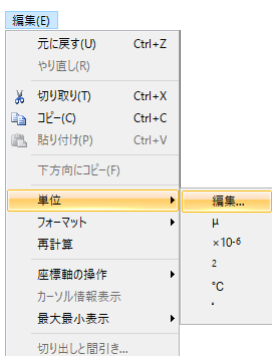 編集(E)
元に戻す(U) Ctrl+Z
やり直し(R)
切り取り(T) Ctrl+X
コピー(C) Ctrl+C
貼り付け(P) Ctrl+V
下方向にコピー(F)
単位
フォーマット
再計算
座標軸の操作
カーソル情報表示
最大最小表示
切り出しと間引き...
編集...
μ
×10-6
2
℃
゜